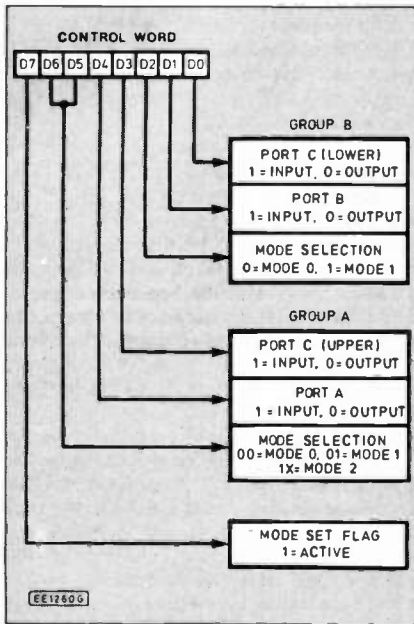 CONTROL WORD
D7 D6 D5 D4 D3 D2 D1 D0
GROUP B
PORT C (LOWER)
1 = INPUT, 0 = OUTPUT
PORT B
1 = INPUT, 0 = OUTPUT
MODE SELECTION
0 = MODE 0, 1 = MODE 1
GROUP A
PORT C (UPPER)
1 = INPUT, 0 = OUTPUT
PORT A
1 = INPUT, 0 = OUTPUT
MODE SELECTION
00 = MODE 0, 01 = MODE 1
1X = MODE 2
MODE SET FLAG
1 = ACTIVE
EE1260G